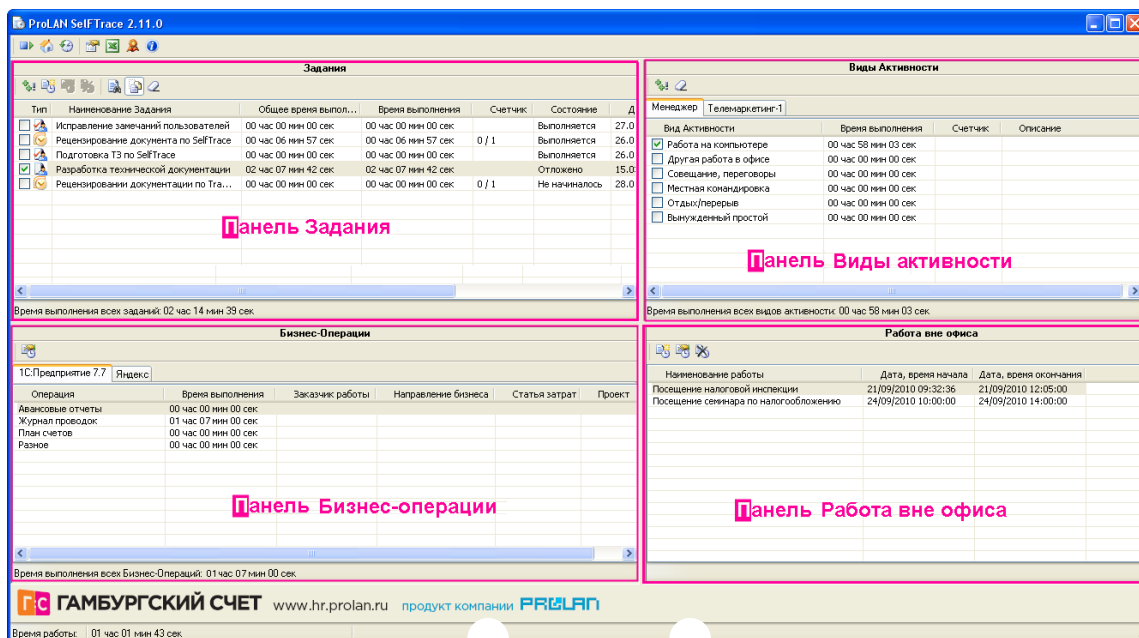 ProLAN SelFTrace 2.11.0
Задания
Тип Наименование Задания Общее время выпол... Время выполнения Счетчик Состояние Д
Исправление замечаний пользователей 00 час 00 мин 00 сек 00 час 00 мин 00 сек Выполняется 27.0
Рецензирование документа по SelfTrace 00 час 06 мин 57 сек 00 час 06 мин 57 сек 0 / 1 Выполняется 26.0
Подготовка ТЗ по SelfTrace 00 час 00 мин 00 сек 00 час 00 мин 00 сек Выполняется 26.0
Разработка технической документации 02 час 07 мин 42 сек 02 час 07 мин 42 сек Отложено 15.0
Рецензировании документации по Tra... 00 час 00 мин 00 сек 00 час 00 мин 00 сек 0 / 1 Не начиналось 28.0
Панель Задания
Время выполнения всех заданий: 02 час 14 мин 39 сек
Виды Активности
Менеджер Телемаркетинг-1
Вид Активности Время выполнения Счетчик Описание
Работа на компьютере 00 час 58 мин 03 сек
Другая работа в офисе 00 час 00 мин 00 сек
Совещание, переговоры 00 час 00 мин 00 сек
Местная командировка 00 час 00 мин 00 сек
Отдых/перерыв 00 час 00 мин 00 сек
Вынужденный простой 00 час 00 мин 00 сек
Панель Виды активности
Время выполнения всех видов активности: 00 час 58 мин 03 сек
Бизнес-Операции
1С:Предприятие 7.7 Яндекс
Операция Время выполнения Заказчик работы Направление бизнеса Статья затрат Проект
Авансовые отчеты 00 час 00 мин 00 сек
Журнал проводок 01 час 07 мин 00 сек
План счетов 00 час 00 мин 00 сек
Разное 00 час 00 мин 00 сек
Панель Бизнес-операции
Время выполнения всех Бизнес-Операций: 01 час 07 мин 00 сек
Работа вне офиса
Наименование работы Дата, время начала Дата, время окончания
Посещение налоговой инспекции 21/09/2010 09:32:36 21/09/2010 12:05:00
Посещение семинара по налогообложению 24/09/2010 10:00:00 24/09/2010 14:00:00
Панель Работа вне офиса
Г:С ГАМБУРГСКИЙ СЧЕТ www.hr.prolan.ru продукт компании PROLAN
Время работы: 01 час 01 мин 43 сек